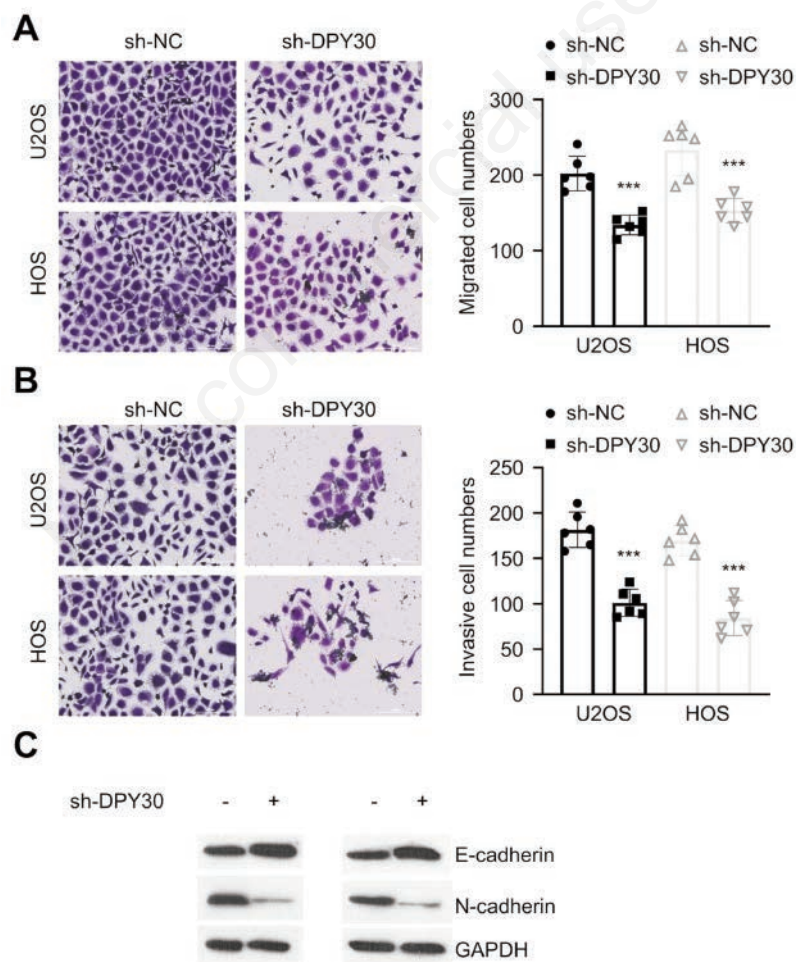 A
sh-NC sh-DPY30
U2OS
HOS
sh-NC sh-NC
sh-DPY30 sh-DPY30
Migrated cell numbers
300
200
100
0
*** ***
U2OS HOS
B
sh-NC sh-DPY30
U2OS
HOS
sh-NC sh-NC
sh-DPY30 sh-DPY30
Invasive cell numbers
250
200
150
100
50
0
*** ***
U2OS HOS
C
sh-DPY30 - + - +
E-cadherin
N-cadherin
GAPDH